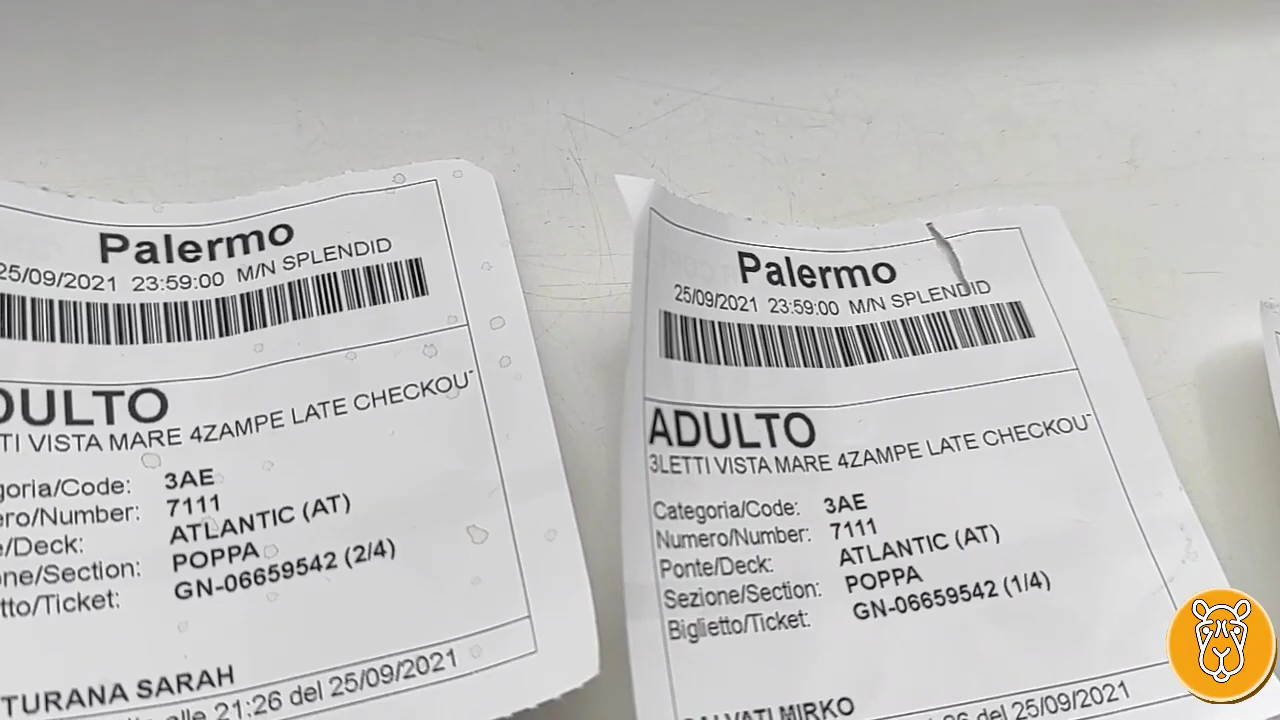 Palermo
25/09/2021 23:59:00 M/N SPLENDID
DULTO
TI VISTA MARE 4ZAMPE LATE CHECKOU
goria/Code: 3AE
ero/Number: 7111
e/Deck: ATLANTIC (AT)
one/Section: POPPA
tto/Ticket: GN-06659542 (2/4)
TURANA SARAH
alle 21:26 del 25/09/2021
Palermo
25/09/2021 23:59:00 M/N SPLENDID
ADULTO
3LETTI VISTA MARE 4ZAMPE LATE CHECKOU
Categoria/Code: 3AE
Numero/Number: 7111
Ponte/Deck: ATLANTIC (AT)
Sezione/Section: POPPA
Biglietto/Ticket: GN-06659542 (1/4)
MIRKO
del 25/09/2021